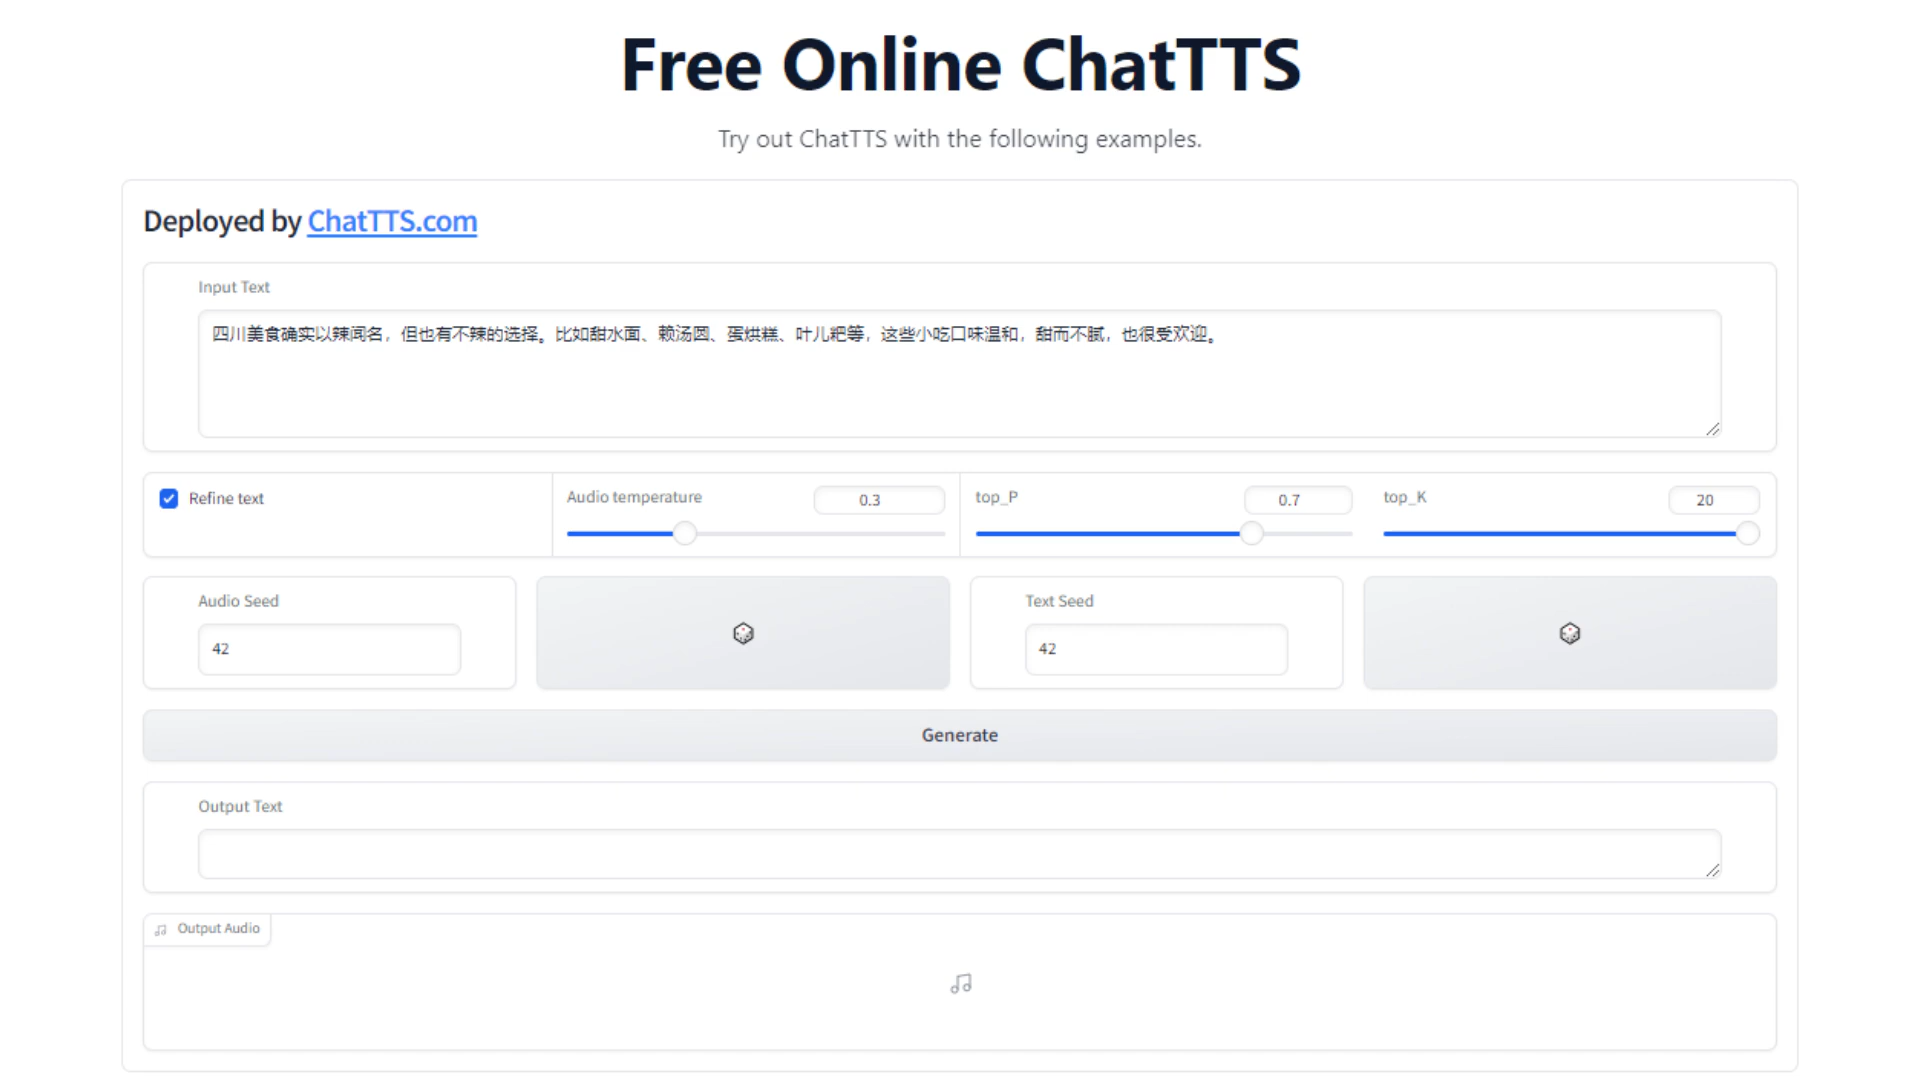 Free Online ChatTTS
Try out ChatTTS with the following examples.
Deployed by ChatTTS.com
Input Text
四川美食确实以辣闻名，但也有不辣的选择。比如甜水面、赖汤圆、蛋烘糕、叶儿粑等，这些小吃口味温和，甜而不腻，也很受欢迎。
Refine text
Audio temperature
0.3
top_P
0.7
top_K
20
Audio Seed
42
Text Seed
42
Generate
Output Text
Output Audio